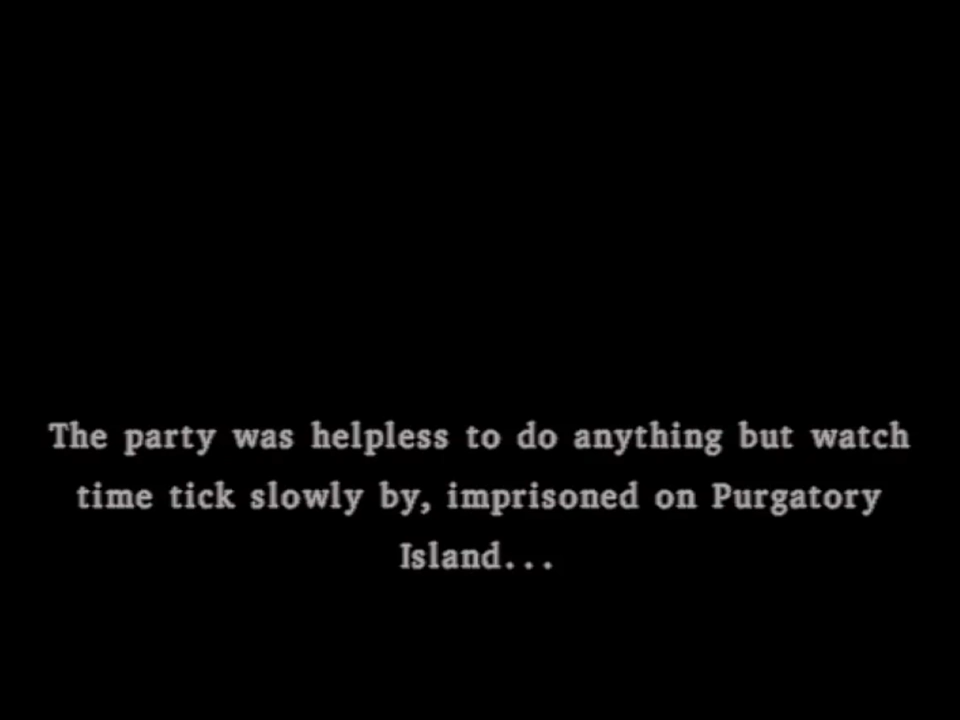 The party was helpless to do anything but watch
time tick slowly by, imprisoned on Purgatory
Island...